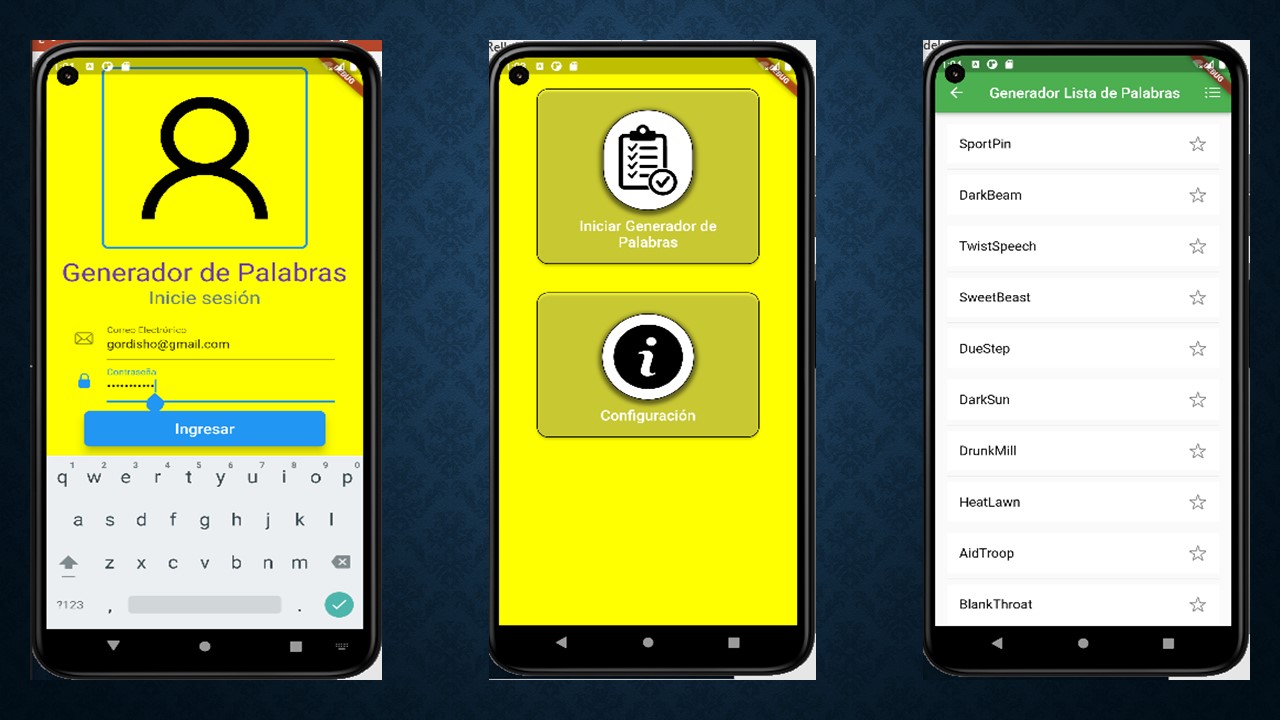 DEBUG
Generador de Palabras
Inicie sesión
Correo Electrónico
gordisho@gmail.com
Contraseña
•••••••••••
Ingresar
1 2 3 4 5 6 7 8 9 0
q w e r t y u i o p
a s d f g h j k l
z x c v b n m
?123 , .
Iniciar Generador de
Palabras
Configuración
DEBUG
Generador Lista de Palabras
SportPin
DarkBeam
TwistSpeech
SweetBeast
DueStep
DarkSun
DrunkMill
HeatLawn
AidTroop
BlankThroat